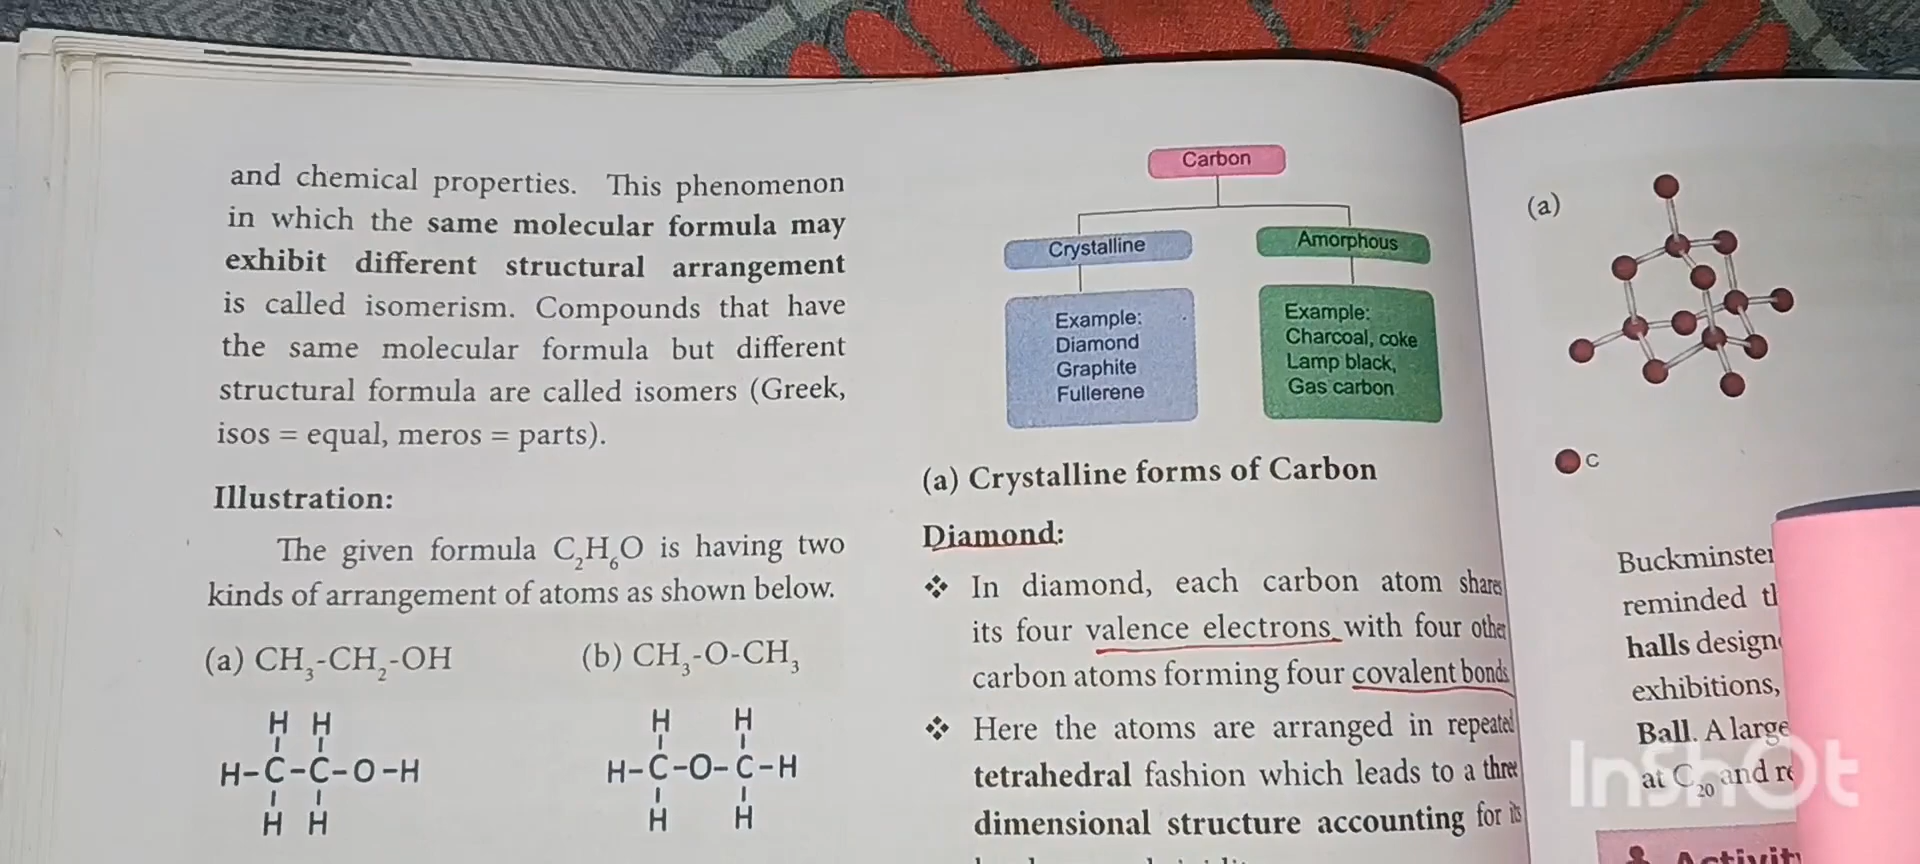 and chemical properties. This phenomenon
in which the same molecular formula may
exhibit different structural arrangement
is called isomerism. Compounds that have
the same molecular formula but different
structural formula are called isomers (Greek,
isos = equal, meros = parts).
Illustration:
The given formula C₂H₆O is having two
kinds of arrangement of atoms as shown below.
(a) CH₃-CH₂-OH (b) CH₃-O-CH₃
H H
H-C-C-O-H
H H
H H
H-C-O-C-H
H H
Carbon
Crystalline
Amorphous
Example:
Diamond
Graphite
Fullerene
Example:
Charcoal, coke
Lamp black,
Gas carbon
(a) Crystalline forms of Carbon
Diamond:
❖ In diamond, each carbon atom shares
its four valence electrons with four other
carbon atoms forming four covalent bonds
❖ Here the atoms are arranged in repeated
tetrahedral fashion which leads to a three
dimensional structure accounting for its
(a)
C
Buckminster
reminded
halls
exhibitions,
Ball. A large
at C₂₀ and
Activity
InShOt